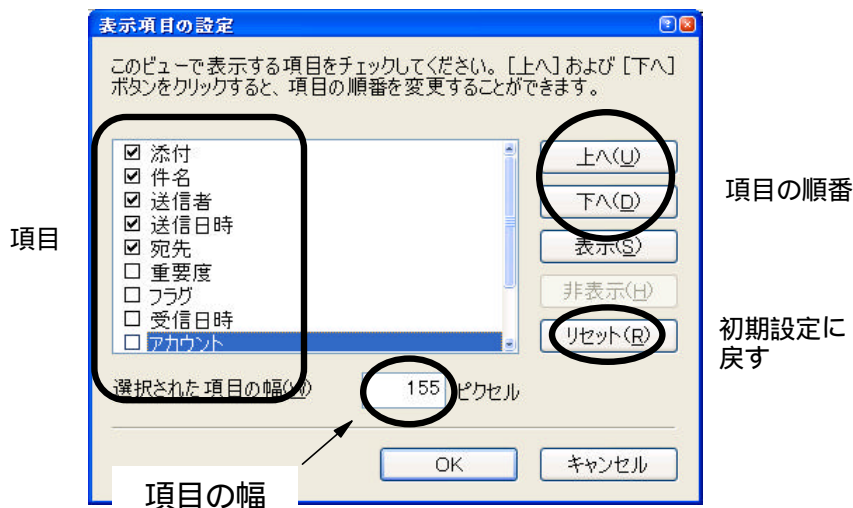 表示項目の設定
このビューで表示する項目をチェックしてください。[上へ]および[下へ]
ボタンをクリックすると、項目の順番を変更することができます。
項目
添付
件名
送信者
送信日時
宛先
重要度
フラグ
受信日時
アカウント
上へ(U)
下へ(D)
表示(S)
非表示(H)
リセット(R)
項目の順番
初期設定に
戻す
選択された項目の幅(W) 155 ピクセル
OK キャンセル
項目の幅